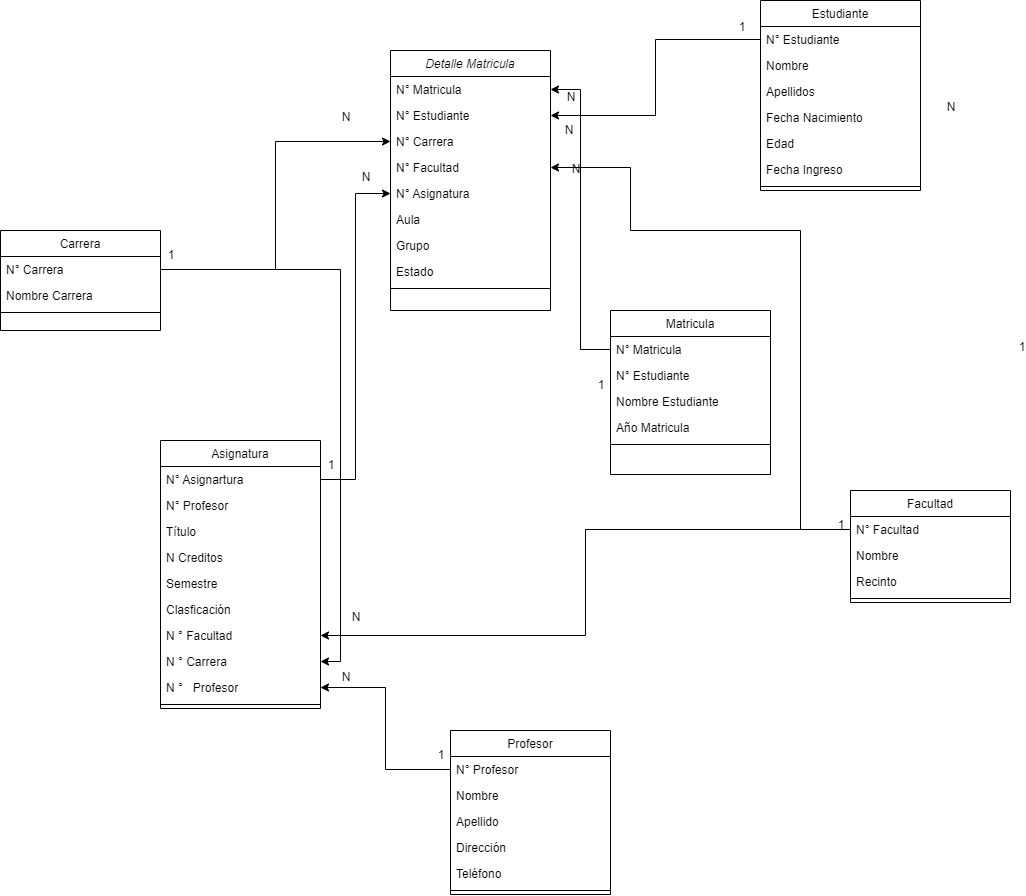 Estudiante
1
N° Estudiante
Nombre
Apellidos
Fecha Nacimiento
Edad
Fecha Ingreso
N
Detalle Matricula
N° Matricula
N° Estudiante
N° Carrera
N° Facultad
N° Asignatura
Aula
Grupo
Estado
N
N
N
N
N
Carrera
N° Carrera
Nombre Carrera
1
Matricula
N° Matricula
N° Estudiante
Nombre Estudiante
Año Matricula
1
1
Asignatura
N° Asignartura
N° Profesor
Título
N Creditos
Semestre
Clasficación
N ° Facultad
N ° Carrera
N ° Profesor
1
N
N
Facultad
N° Facultad
Nombre
Recinto
1
Profesor
N° Profesor
Nombre
Apellido
Dirección
Teléfono
1